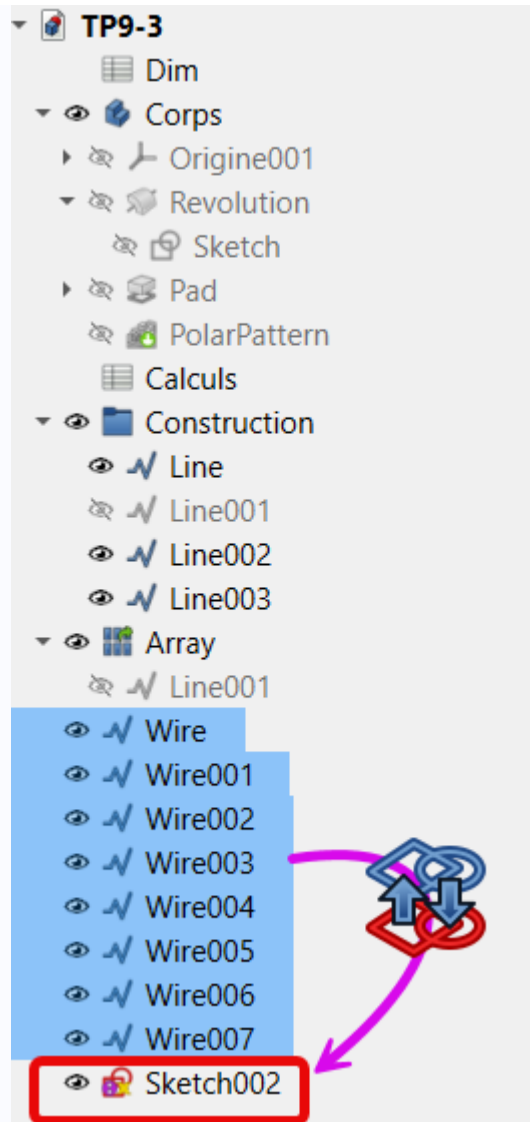 TP9-3
Dim
Corps
Origine001
Revolution
Sketch
Pad
PolarPattern
Calculs
Construction
Line
Line001
Line002
Line003
Array
Line001
Wire
Wire001
Wire002
Wire003
Wire004
Wire005
Wire006
Wire007
Sketch002